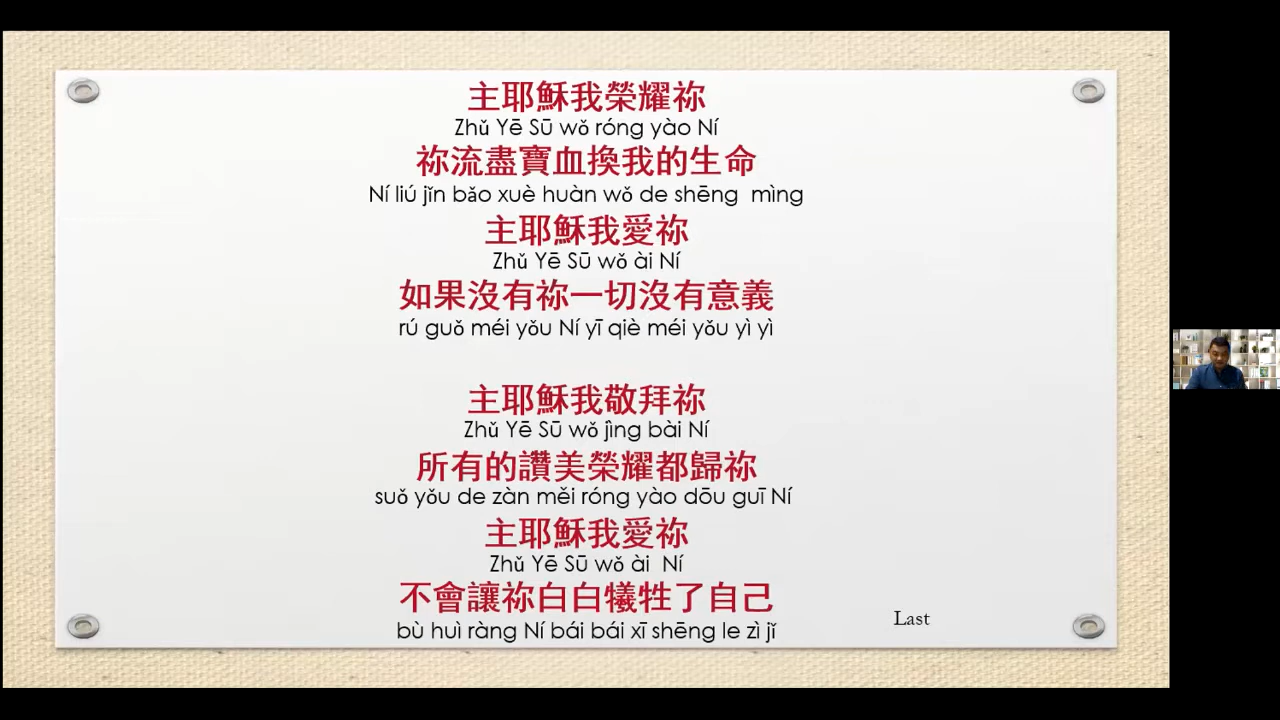 主耶穌我榮耀祢
Zhǔ Yē Sū wǒ róng yào Ní
祢流盡寶血換我的生命
Ní liú jǐn bǎo xuè huàn wǒ de shēng mìng
主耶穌我愛祢
Zhǔ Yē Sū wǒ ài Ní
如果沒有祢一切沒有意義
rú guǒ méi yǒu Ní yī qiè méi yǒu yì yì
主耶穌我敬拜祢
Zhǔ Yē Sū wǒ jìng bài Ní
所有的讚美榮耀都歸祢
suǒ yǒu de zàn měi róng yào dōu guī Ní
主耶穌我愛祢
Zhǔ Yē Sū wǒ ài Ní
不會讓祢白白犧牲了自己
bù huì ràng Ní bái bái xī shēng le zì jǐ
Last